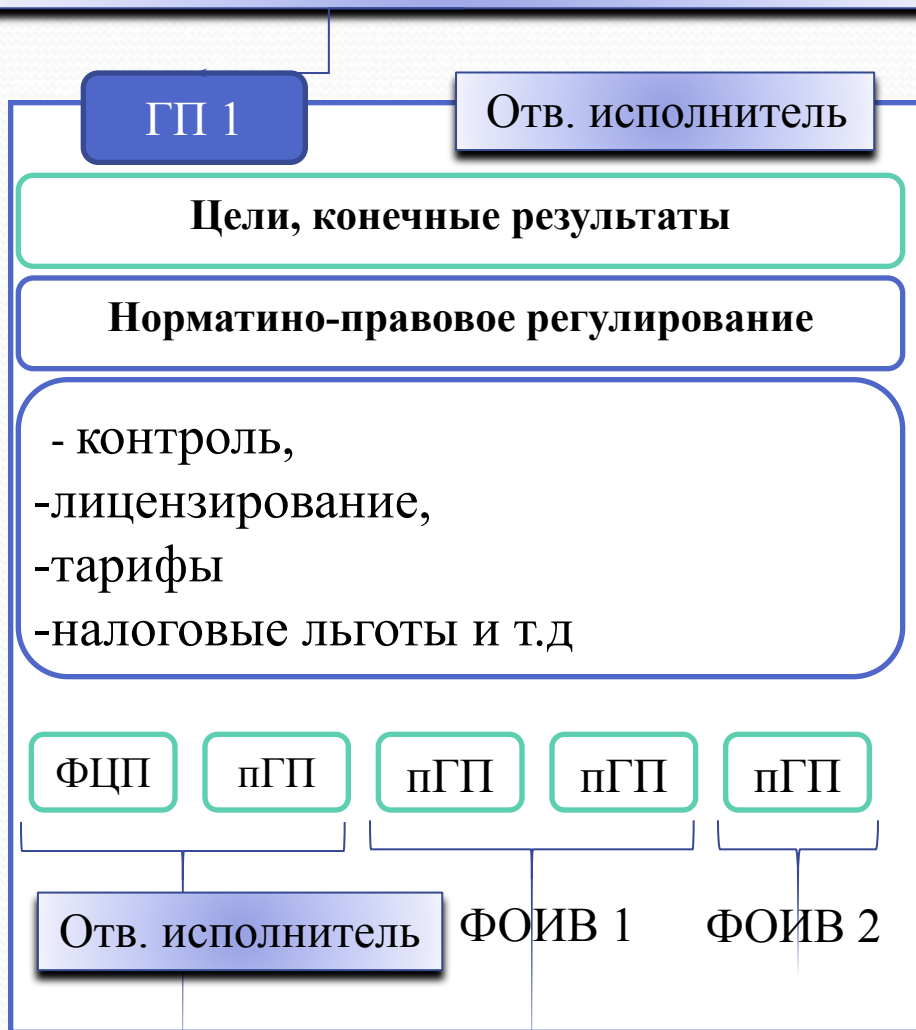 ГП 1
Отв. исполнитель
Цели, конечные результаты
Норматино-правовое регулирование
- контроль,
-лицензирование,
-тарифы
-налоговые льготы и т.д
ФЦП
пГП
пГП
пГП
пГП
Отв. исполнитель
ФОИВ 1
ФОИВ 2